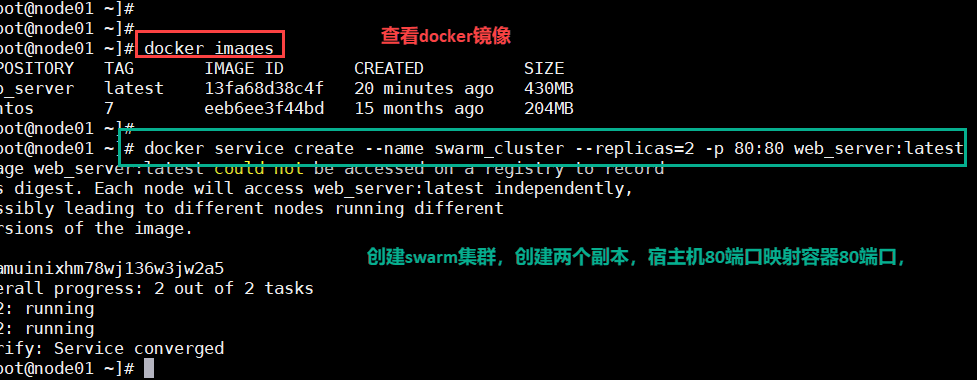 oot@node01 ~]#
oot@node01 ~]#
oot@node01 ~]# docker images 查看docker镜像
POSITORY TAG IMAGE ID CREATED SIZE
b_server latest 13fa68d38c4f 20 minutes ago 430MB
ntos 7 eeb6ee3f44bd 15 months ago 204MB
oot@node01 ~]#
oot@node01 ~]# docker service create --name swarm_cluster --replicas=2 -p 80:80 web_server:latest
age web_server:latest could not be accessed on a registry to record
s digest. Each node will access web_server:latest independently,
ssibly leading to different nodes running different
rsions of the image.
amuinixhm78wj136w3jw2a5
创建swarm集群，创建两个副本，宿主机80端口映射容器80端口，
erall progress: 2 out of 2 tasks
2: running
2: running
rify: Service converged
oot@node01 ~]#